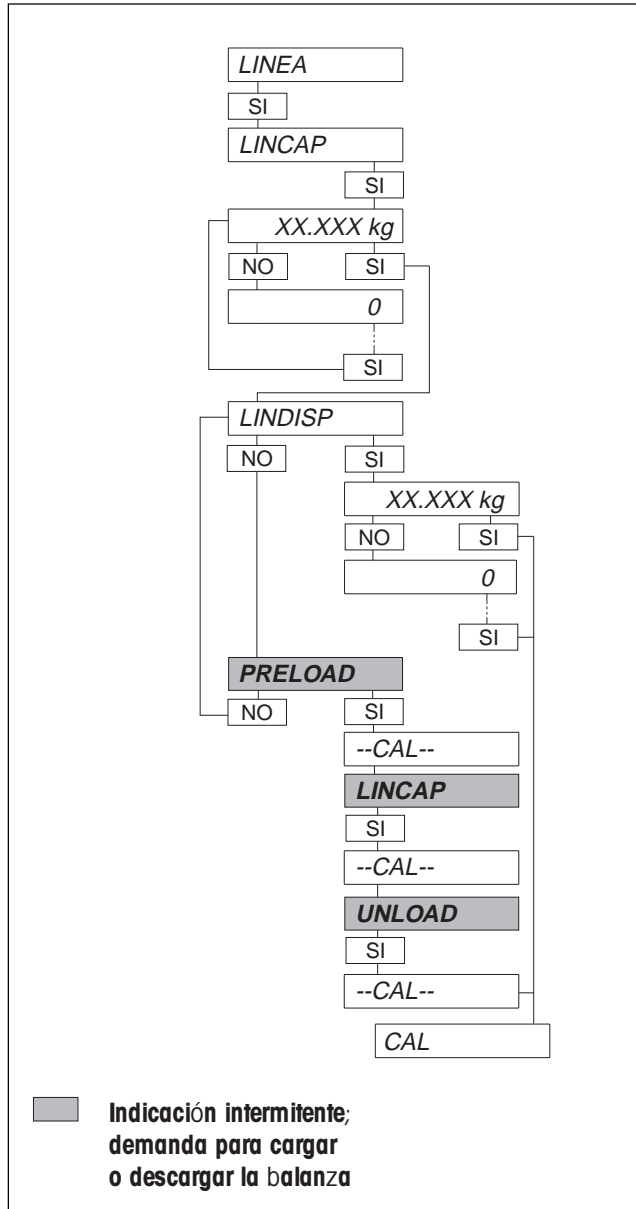 LINEA
SI
LINCAP
SI
XX.XXX kg
NO SI
0
SI
LINDISP
NO SI
XX.XXX kg
NO SI
0
SI
PRELOAD
NO SI
--CAL--
LINCAP
SI
--CAL--
UNLOAD
SI
--CAL--
CAL
Indicación intermitente;
demanda para cargar
o descargar la balanza